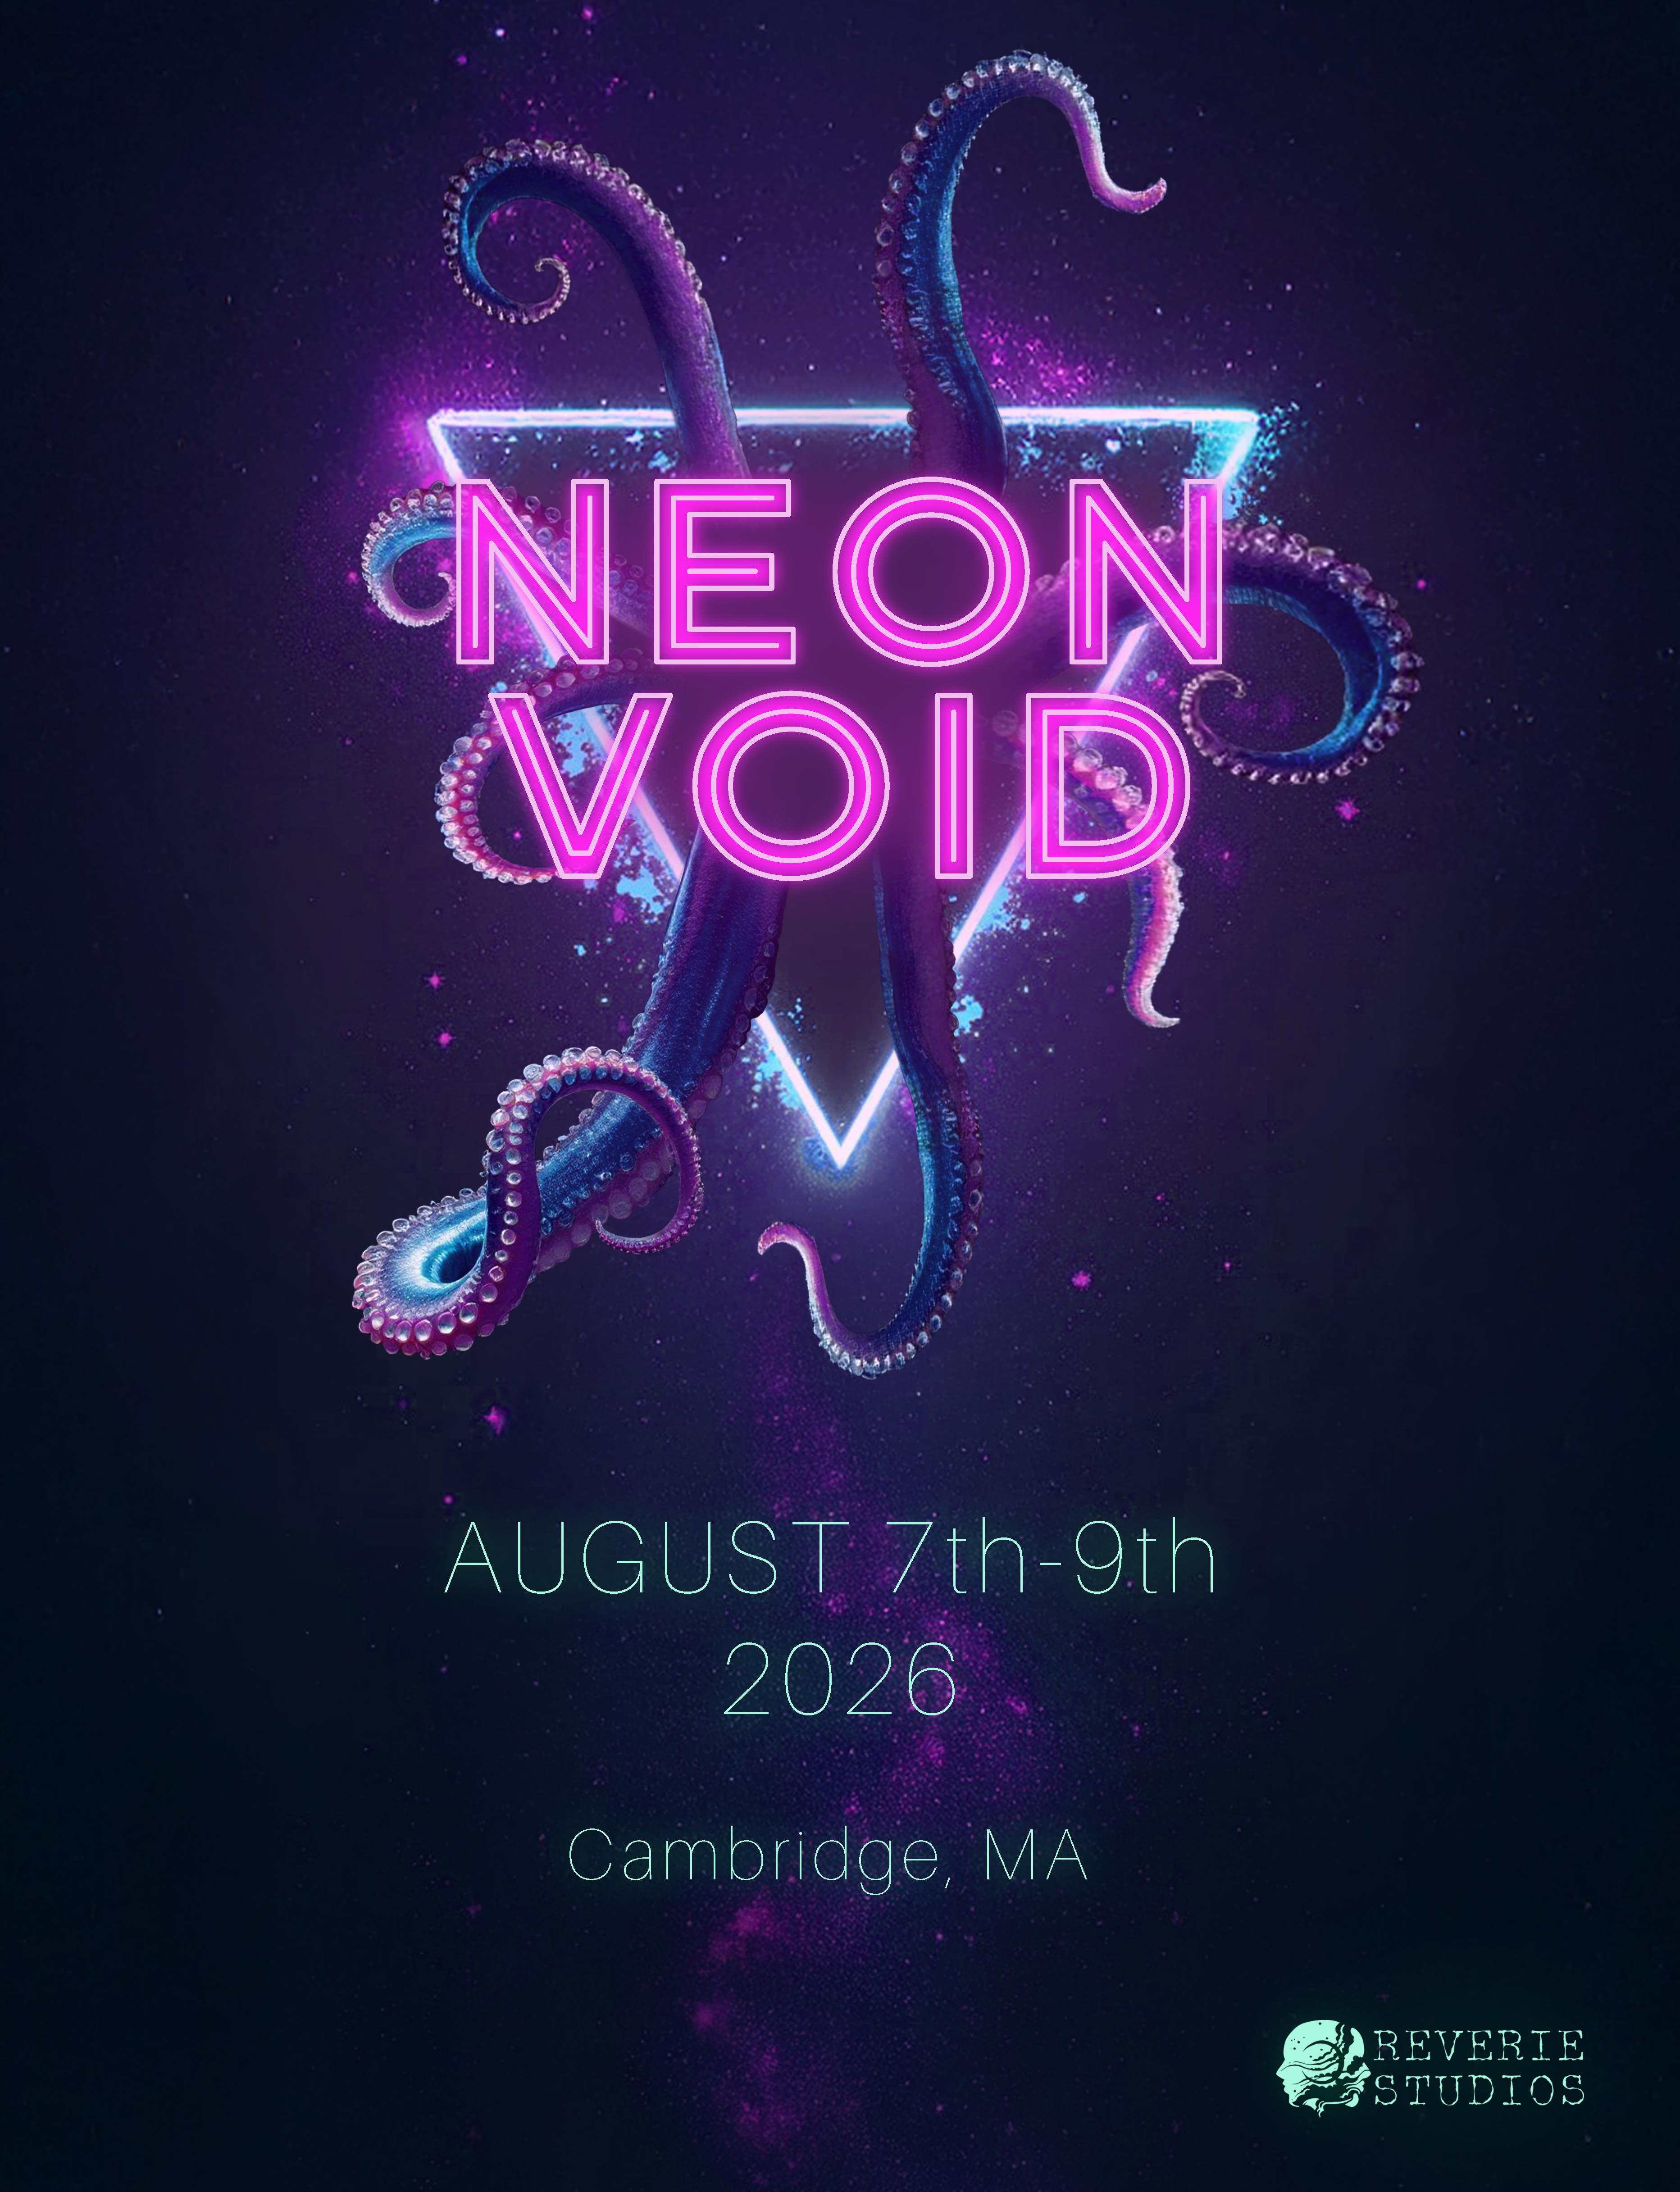 NEON
VOID
AUGUST 7th-9th
2026
Cambridge, MA
REVERIE
STUDIOS